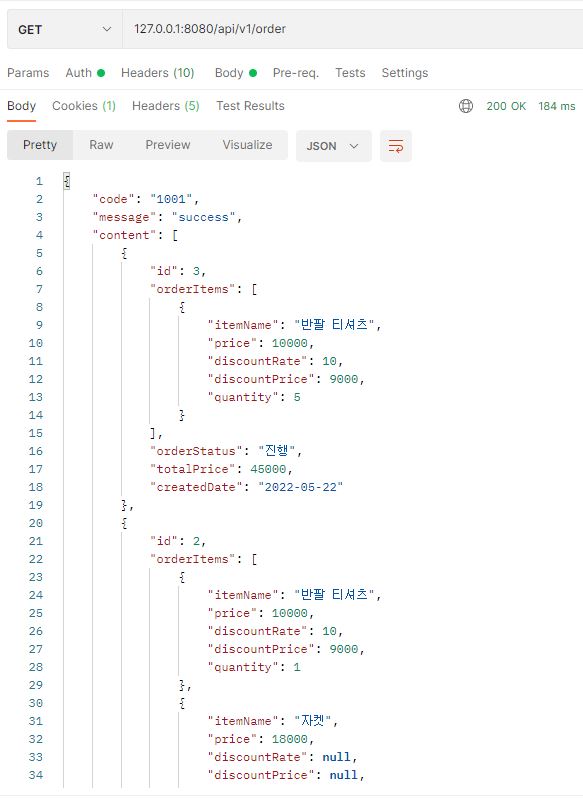 GET 127.0.0.1:8080/api/v1/order
Params Auth Headers (10) Body Pre-req. Tests Settings
Body Cookies (1) Headers (5) Test Results 200 OK 184 ms
Pretty Raw Preview Visualize JSON
1 {
2 "code": "1001",
3 "message": "success",
4 "content": [
5 {
6 "id": 3,
7 "orderItems": [
8 {
9 "itemName": "반팔 티셔츠",
10 "price": 10000,
11 "discountRate": 10,
12 "discountPrice": 9000,
13 "quantity": 5
14 }
15 ],
16 "orderStatus": "진행",
17 "totalPrice": 45000,
18 "createdDate": "2022-05-22"
19 },
20 {
21 "id": 2,
22 "orderItems": [
23 {
24 "itemName": "반팔 티셔츠",
25 "price": 10000,
26 "discountRate": 10,
27 "discountPrice": 9000,
28 "quantity": 1
29 },
30 {
31 "itemName": "자켓",
32 "price": 18000,
33 "discountRate": null,
34 "discountPrice": null,